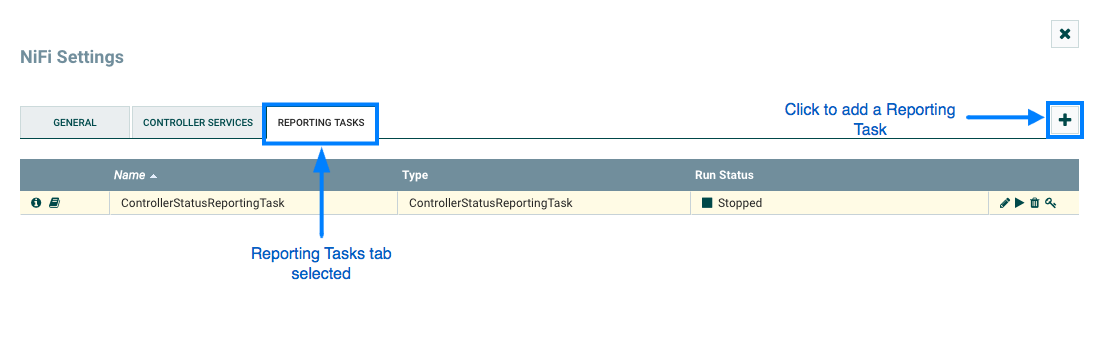 NiFi Settings
GENERAL
CONTROLLER SERVICES
REPORTING TASKS
Click to add a Reporting
Task
Name
Type
Run Status
ControllerStatusReportingTask
ControllerStatusReportingTask
Stopped
Reporting Tasks tab
selected